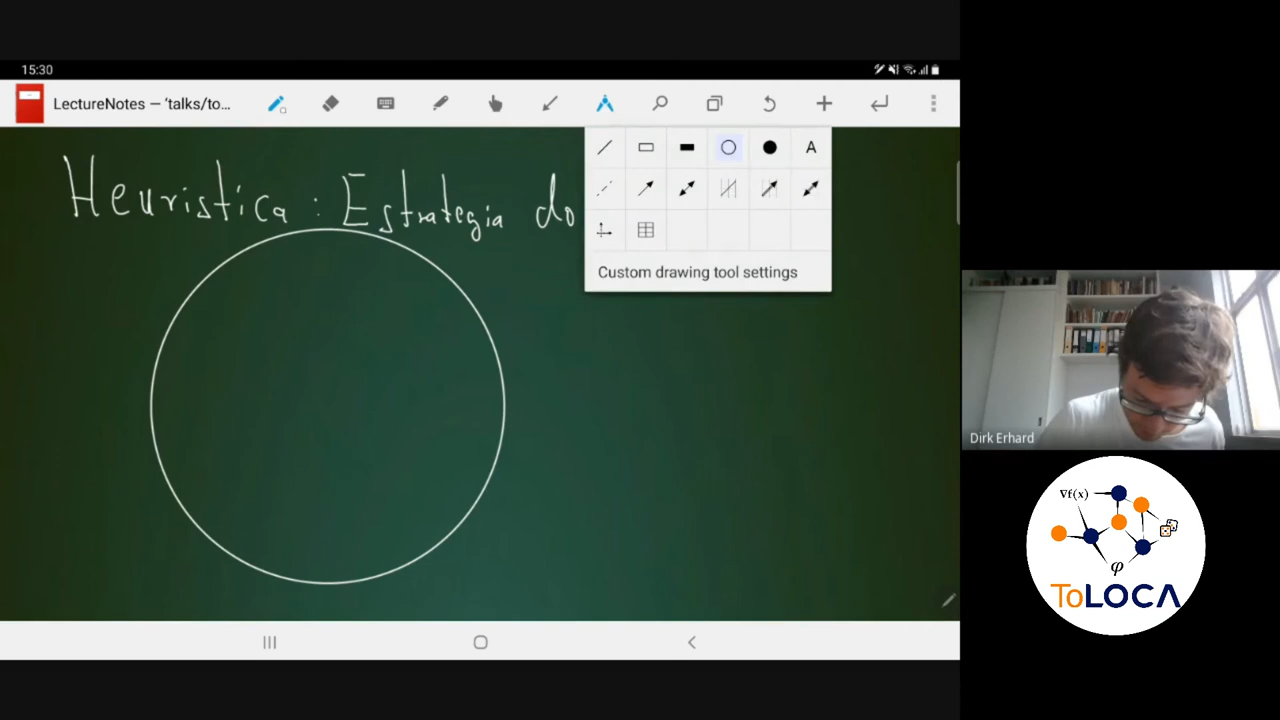 15:30
LectureNotes – 'talks/to...
A
Heuristica : Estrategia do
Custom drawing tool settings
Dirk Erhard
∇f(x)
φ
ToLOCA